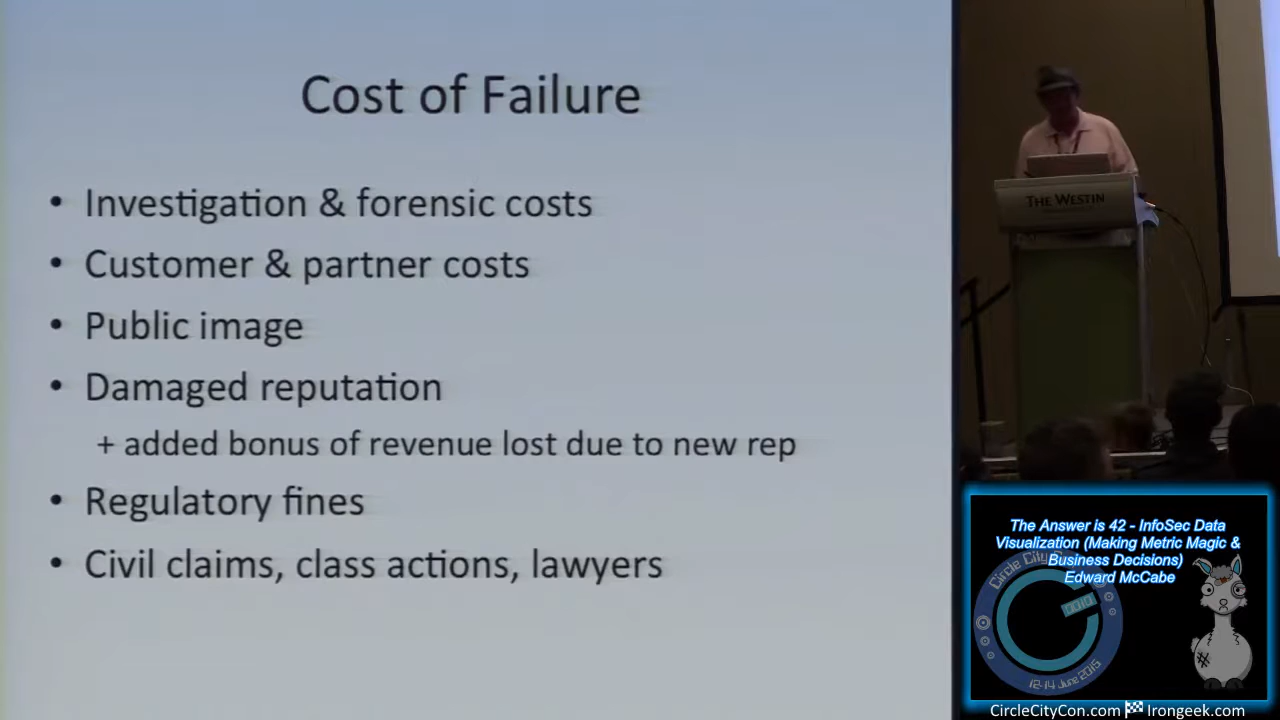 Cost of Failure
• Investigation & forensic costs
• Customer & partner costs
• Public image
• Damaged reputation
+ added bonus of revenue lost due to new rep
• Regulatory fines
• Civil claims, class actions, lawyers
THE WESTIN
The Answer is 42 - InfoSec Data
Visualization (Making Metric Magic &
Business Decisions)
Edward McCabe
Circle City Con
12-14 June 2015
CircleCityCon.com Irongeek.com